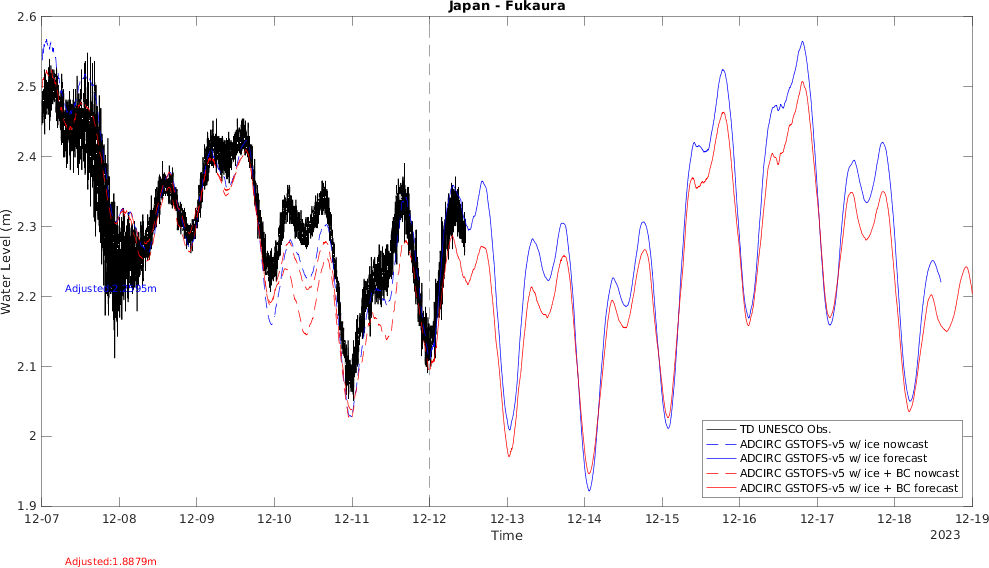 Japan - Fukaura
Water Level (m)
2.6
2.5
2.4
2.3
2.2
2.1
2
1.9
12-07 12-08 12-09 12-10 12-11 12-12 12-13 12-14 12-15 12-16 12-17 12-18 12-19
Time
2023
TD UNESCO Obs.
ADCIRC GSTOFS-v5 w/ ice nowcast
ADCIRC GSTOFS-v5 w/ ice forecast
ADCIRC GSTOFS-v5 w/ ice + BC nowcast
ADCIRC GSTOFS-v5 w/ ice + BC forecast
Adjusted:
Adjusted:1.8879m